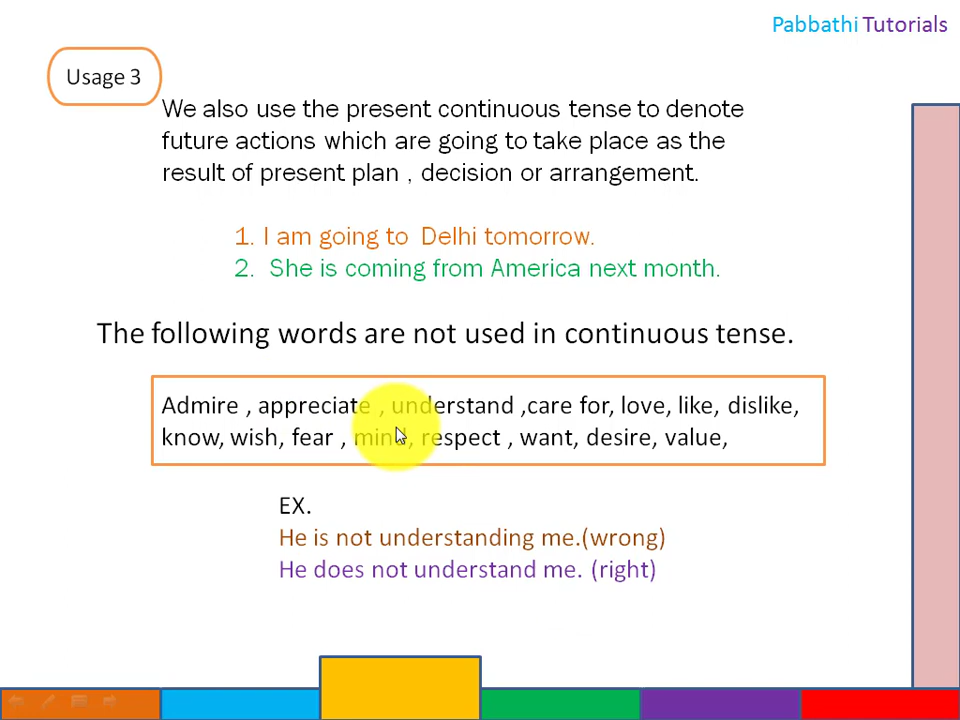 Pabbathi Tutorials
Usage 3
We also use the present continuous tense to denote
future actions which are going to take place as the
result of present plan , decision or arrangement.
1. I am going to Delhi tomorrow.
2. She is coming from America next month.
The following words are not used in continuous tense.
Admire , appreciate , understand ,care for, love, like, dislike,
know, wish, fear , mind, respect , want, desire, value,
EX.
He is not understanding me.(wrong)
He does not understand me. (right)